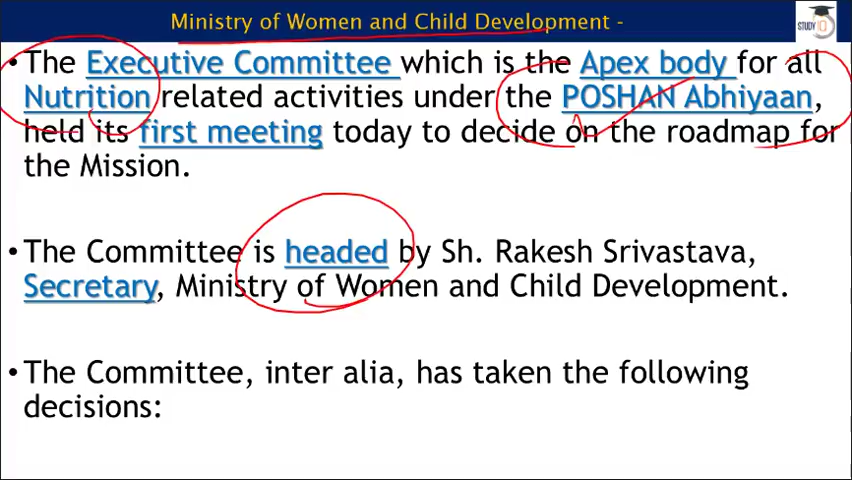 Ministry of Women and Child Development -
STUDY IQ
• The Executive Committee which is the Apex body for all
Nutrition related activities under the POSHAN Abhiyaan,
held its first meeting today to decide on the roadmap for
the Mission.
• The Committee is headed by Sh. Rakesh Srivastava,
Secretary, Ministry of Women and Child Development.
• The Committee, inter alia, has taken the following
decisions: